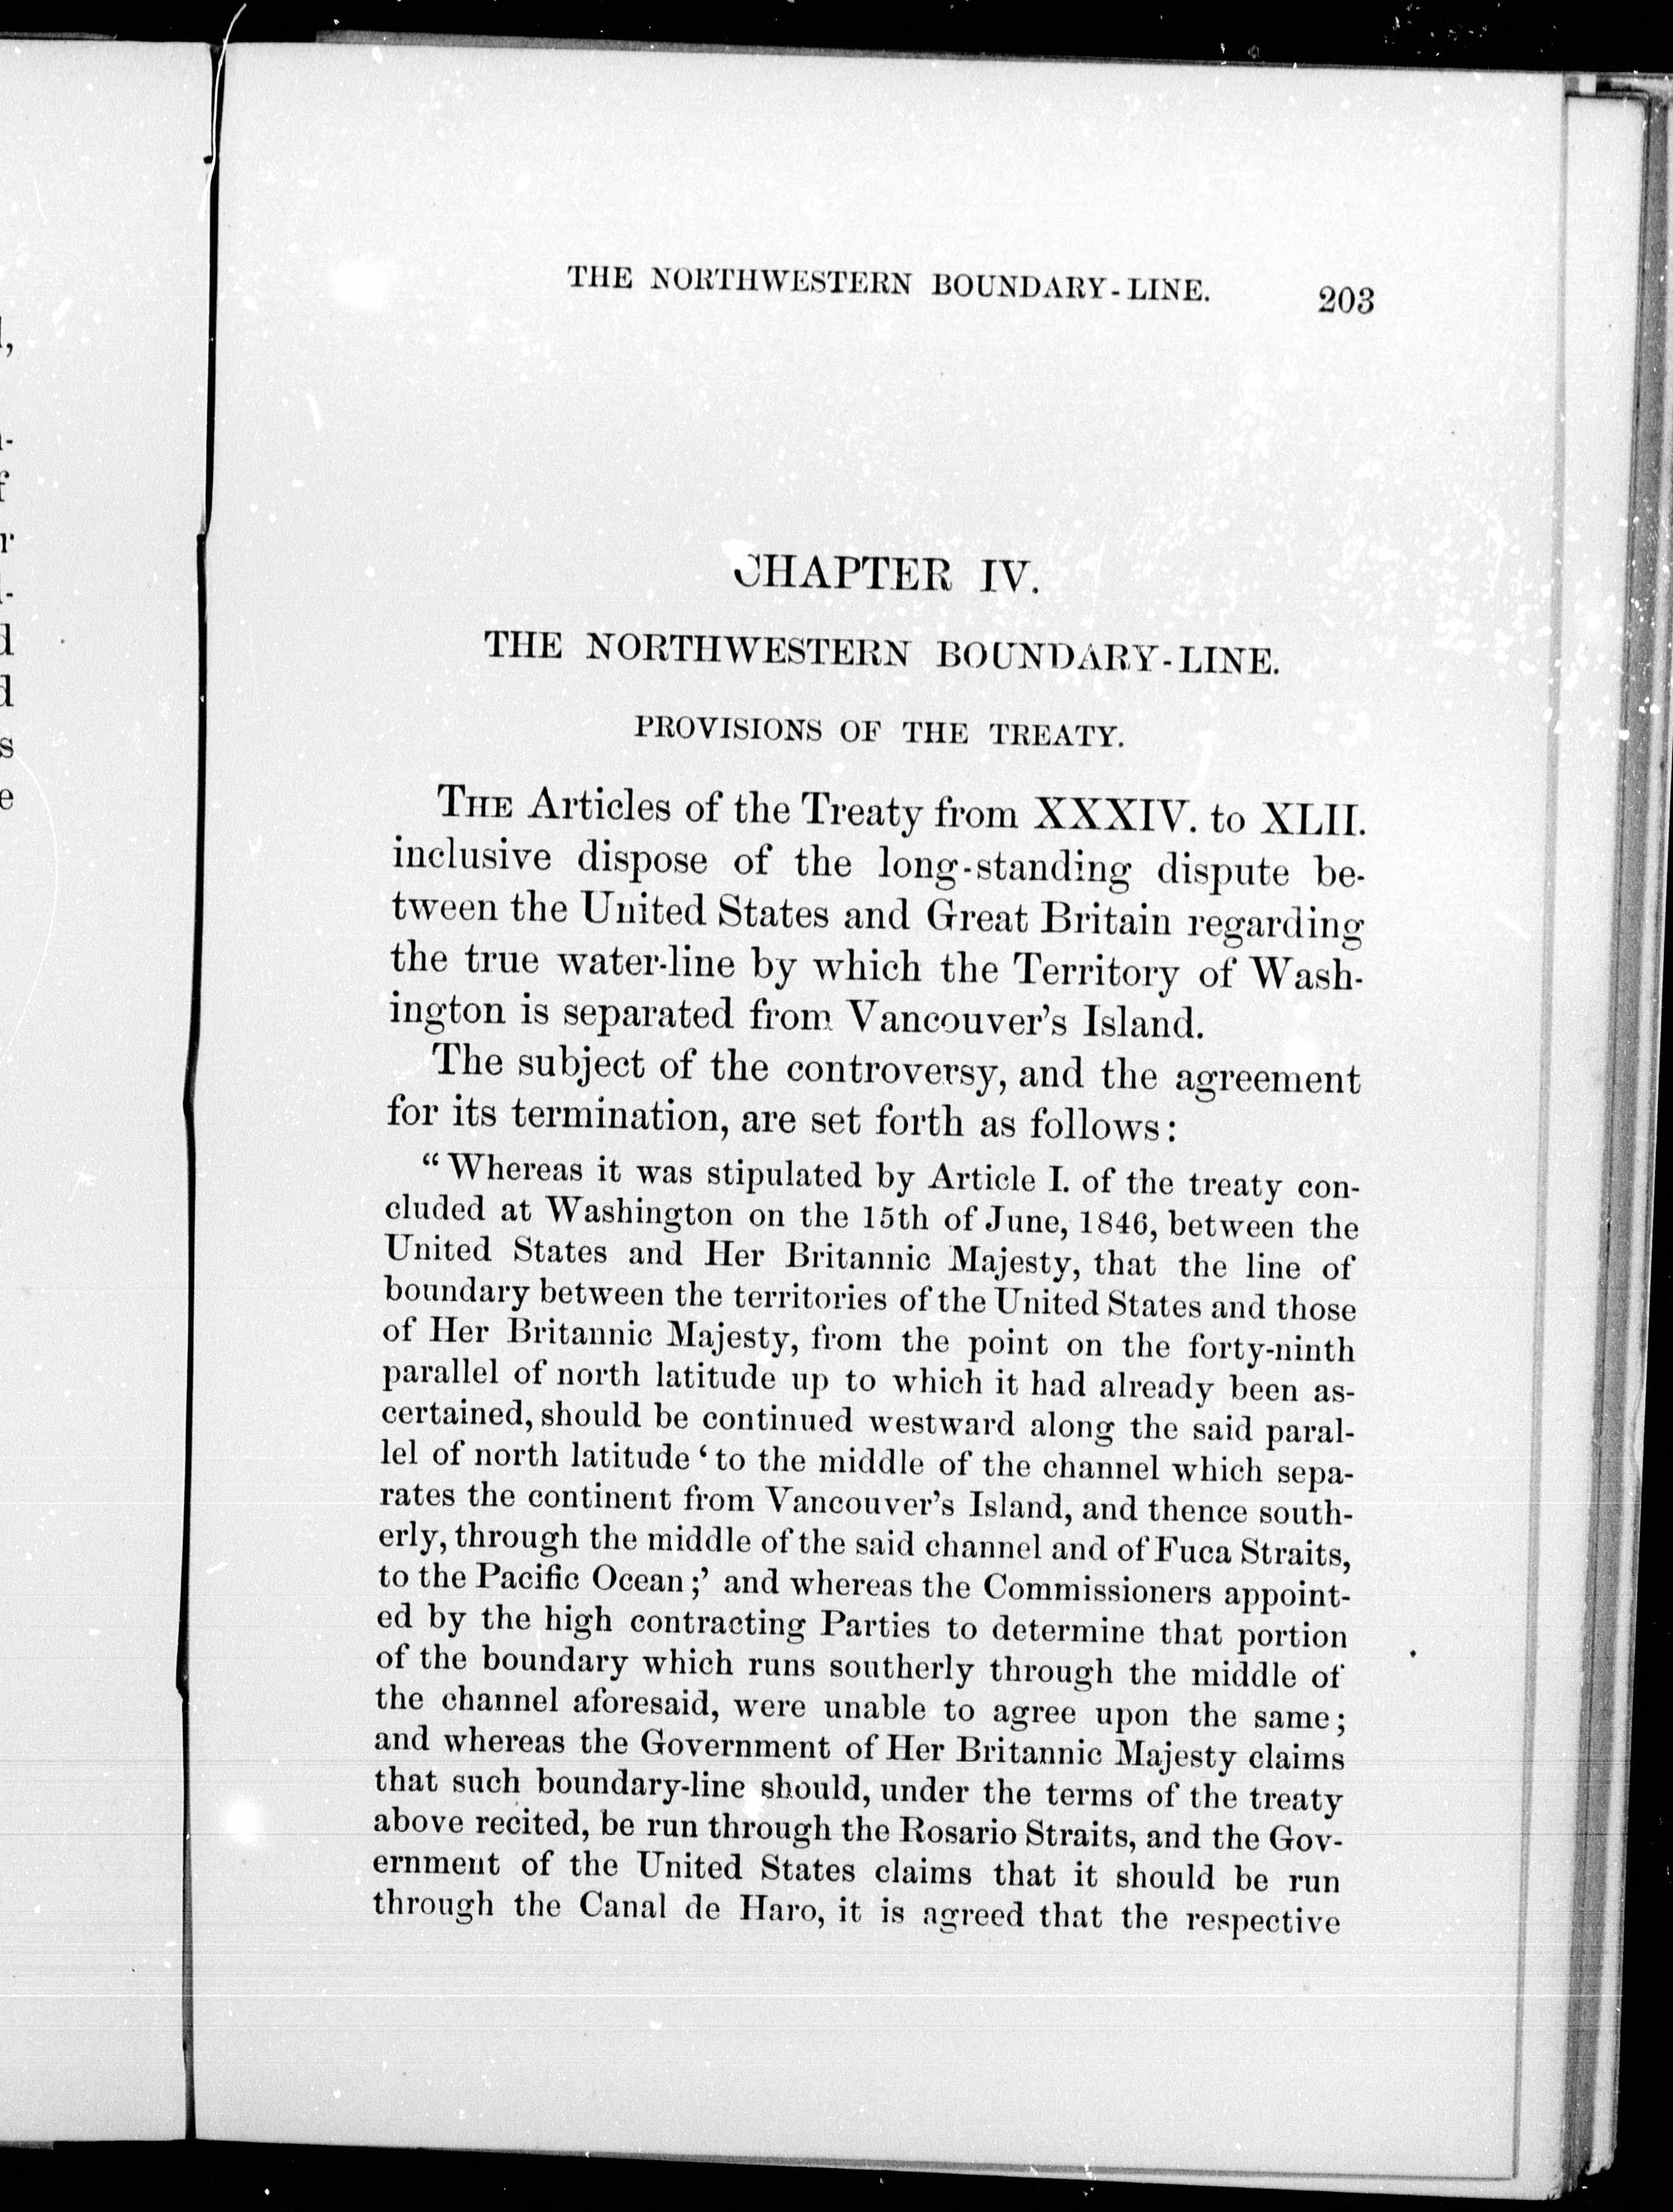 THE NORTHWESTERN BOUNDARY-LINE. 203
CHAPTER IV.
THE NORTHWESTERN BOUNDARY-LINE.
PROVISIONS OF THE TREATY.
THE Articles of the Treaty from XXXIV. to XLII.
inclusive dispose of the long-standing dispute be-
tween the United States and Great Britain regarding
the true water-line by which the Territory of Wash-
ington is separated from Vancouver's Island.
The subject of the controversy, and the agreement
for its termination, are set forth as follows:
"Whereas it was stipulated by Article I. of the treaty con-
cluded at Washington on the 15th of June, 1846, between the
United States and Her Britannic Majesty, that the line of
boundary between the territories of the United States and those
of Her Britannic Majesty, from the point on the forty-ninth
parallel of north latitude up to which it had already been as-
certained, should be continued westward along the said paral-
lel of north latitude 'to the middle of the channel which sepa-
rates the continent from Vancouver's Island, and thence south-
erly, through the middle of the said channel and of Fuca Straits,
to the Pacific Ocean;' and whereas the Commissioners appoint-
ed by the high contracting Parties to determine that portion
of the boundary which runs southerly through the middle of
the channel aforesaid, were unable to agree upon the same;
and whereas the Government of Her Britannic Majesty claims
that such boundary-line should, under the terms of the treaty
above recited, be run through the Rosario Straits, and the Gov-
ernment of the United States claims that it should be run
through the Canal de Haro, it is agreed that the respective